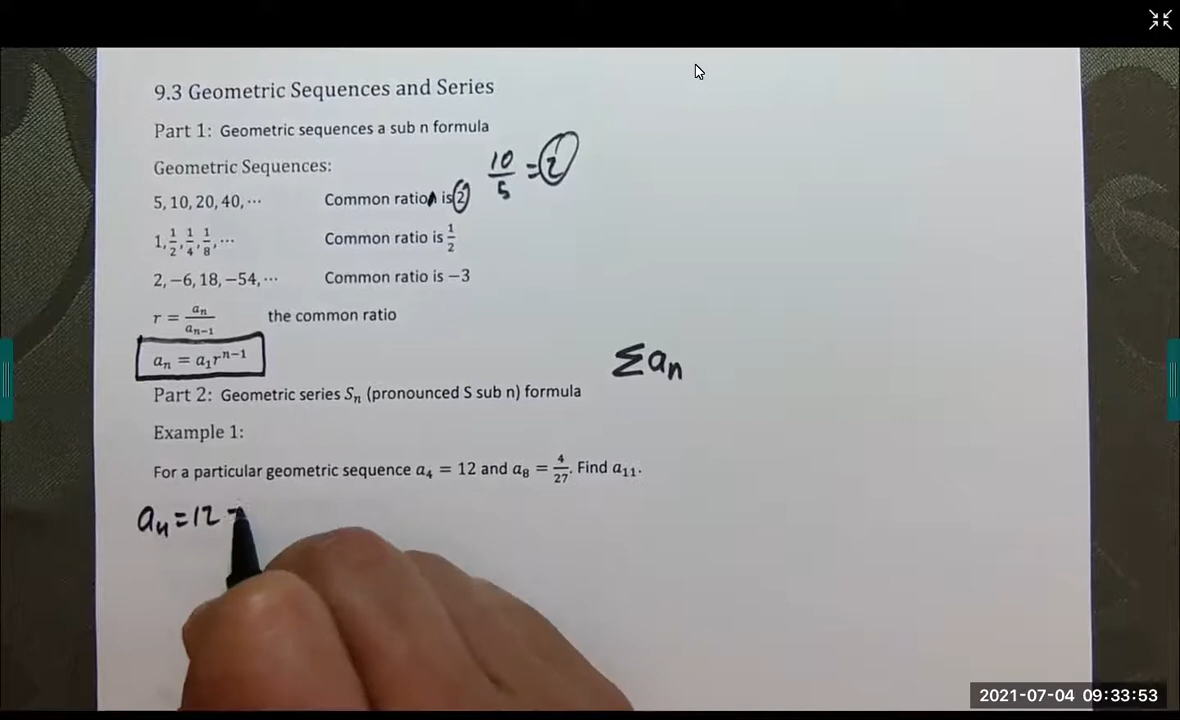 9.3 Geometric Sequences and Series
Part 1: Geometric sequences a sub n formula
Geometric Sequences:
10/5 = 2
5, 10, 20, 40, ⋯ Common ratio is 2
1, 1/2, 1/4, 1/8, ⋯ Common ratio is 1/2
2, −6, 18, −54, ⋯ Common ratio is −3
r = aₙ/aₙ₋₁ the common ratio
aₙ = a₁rⁿ⁻¹
Σaₙ
Part 2: Geometric series Sₙ (pronounced S sub n) formula
Example 1:
For a particular geometric sequence a₄ = 12 and a₈ = 4/27. Find a₁₁.
a₄ = 12 =
2021-07-04 09:33:53